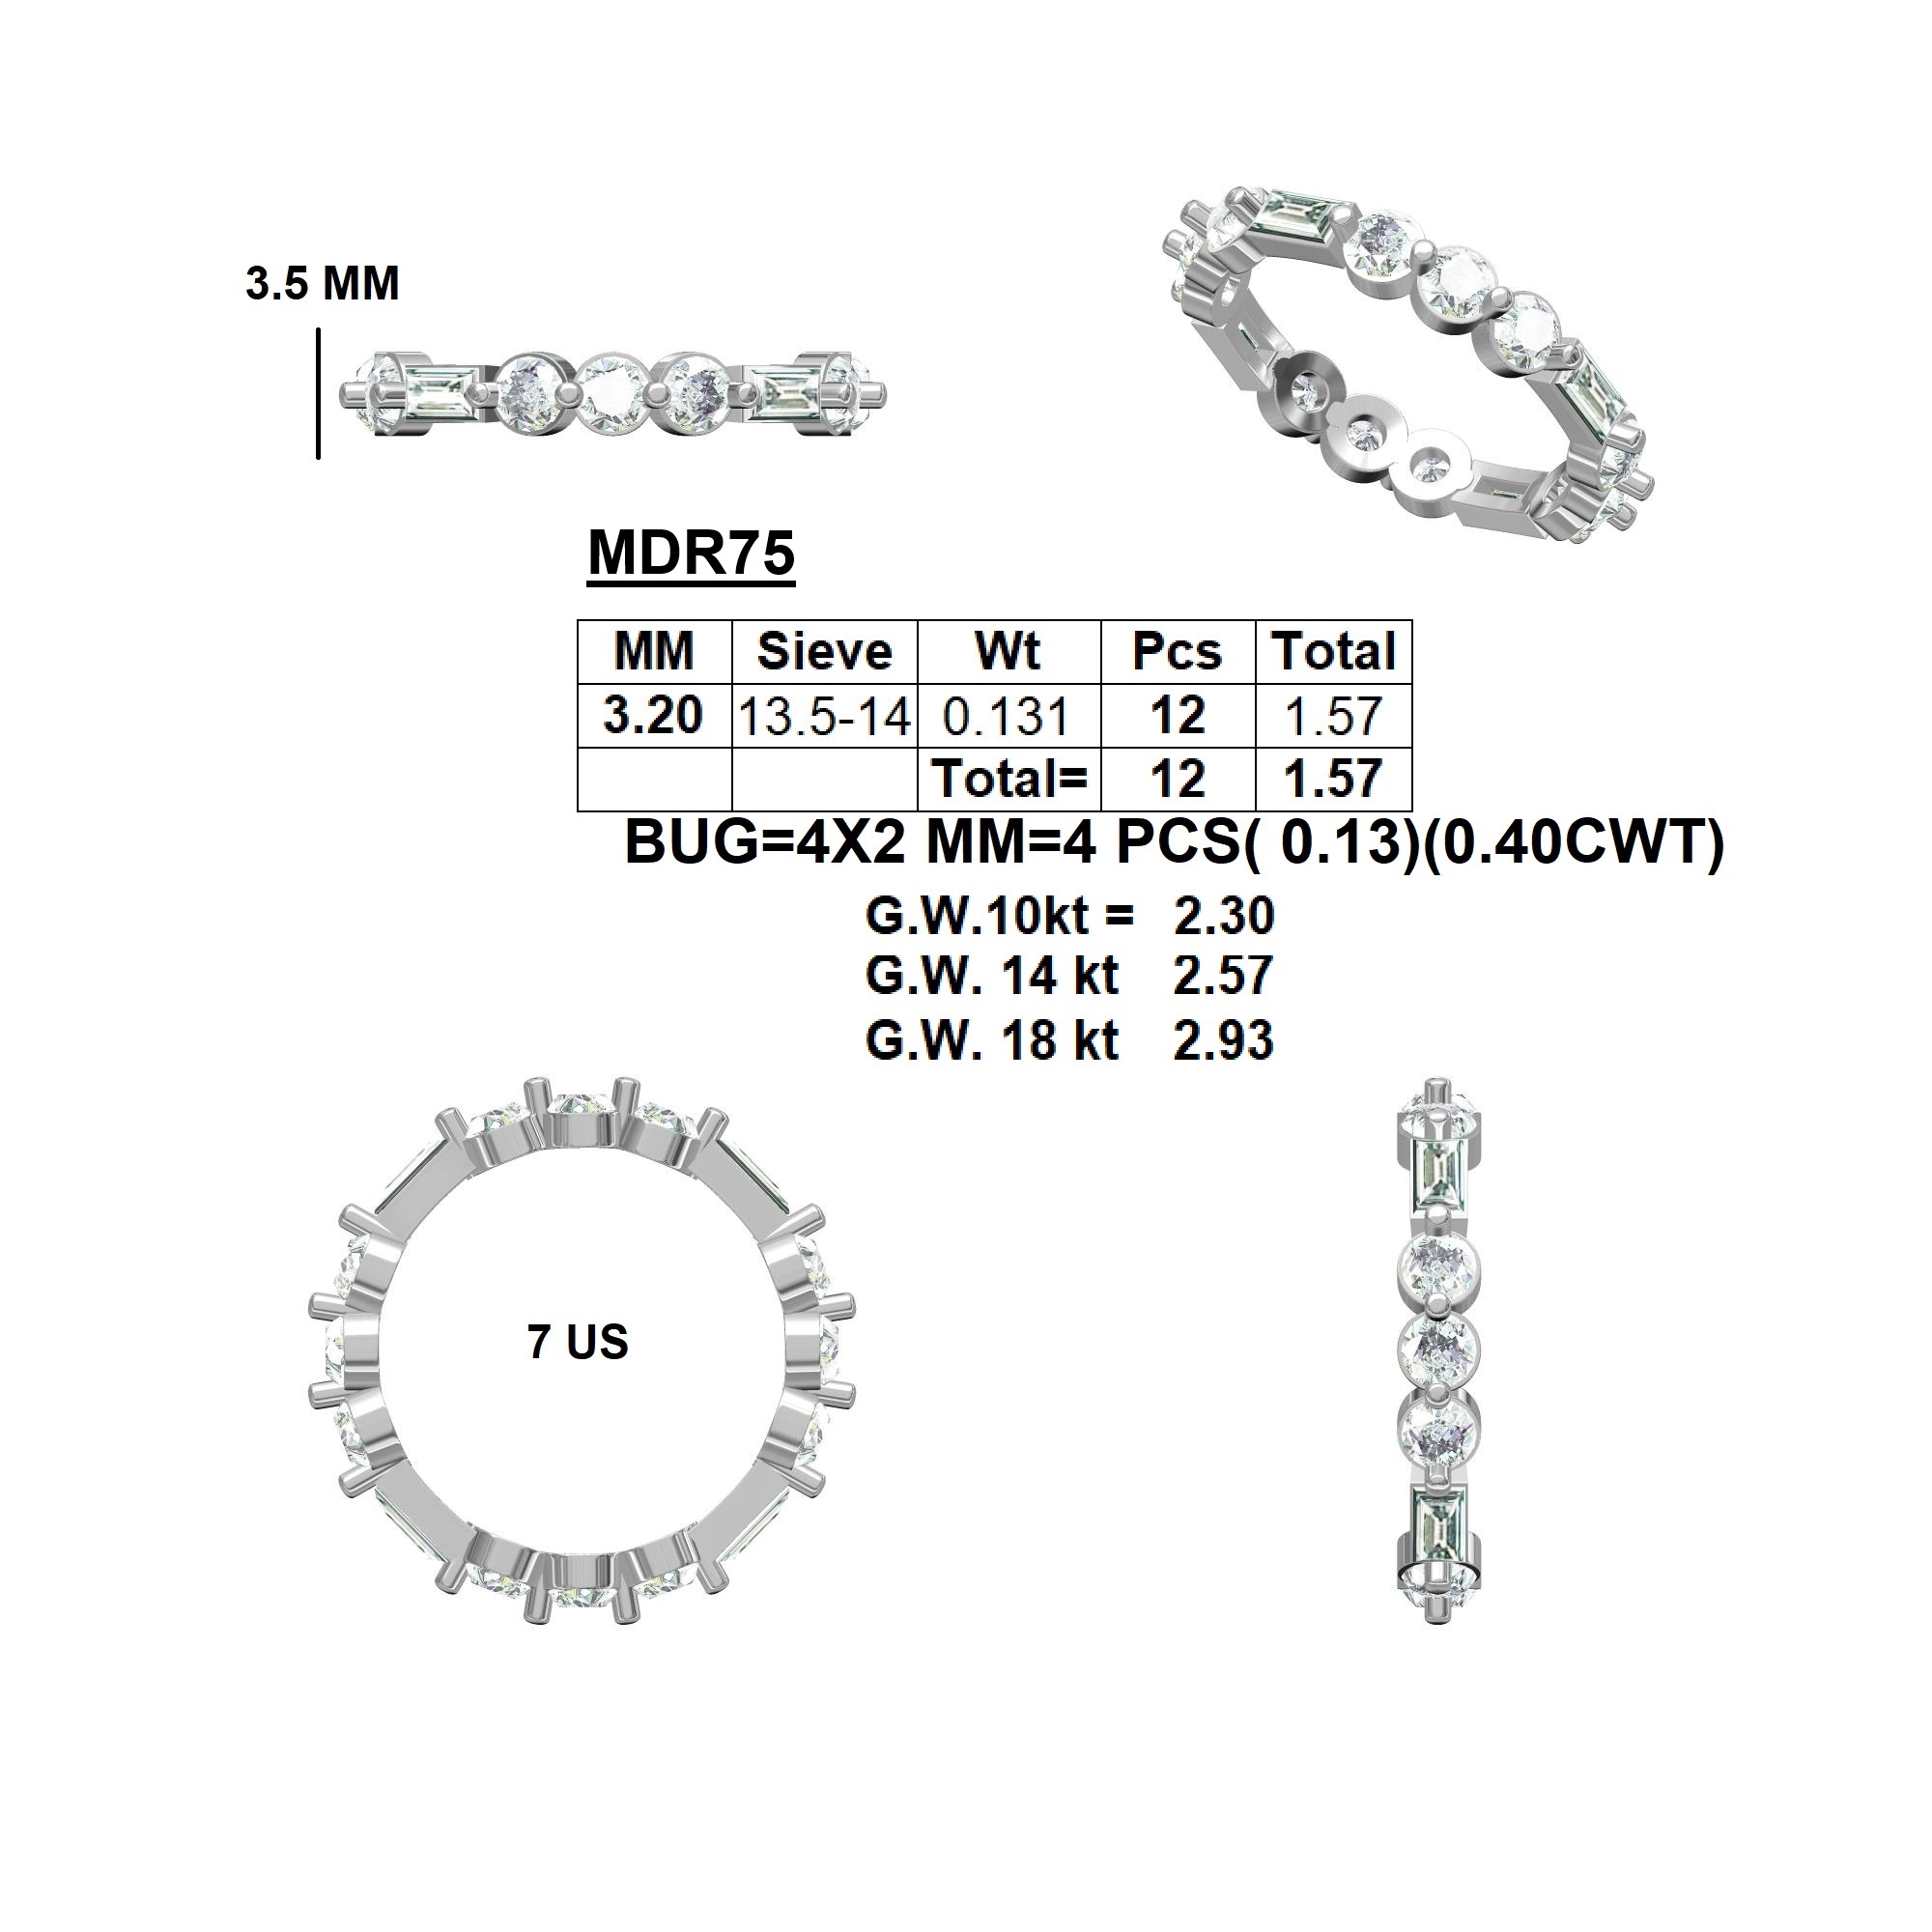 3.5 MM
MDR75
MM Sieve Wt Pcs Total
3.20 13.5-14 0.131 12 1.57
Total= 12 1.57
BUG=4X2 MM=4 PCS( 0.13)(0.40CWT)
G.W.10kt = 2.30
G.W. 14 kt 2.57
G.W. 18 kt 2.93
7 US